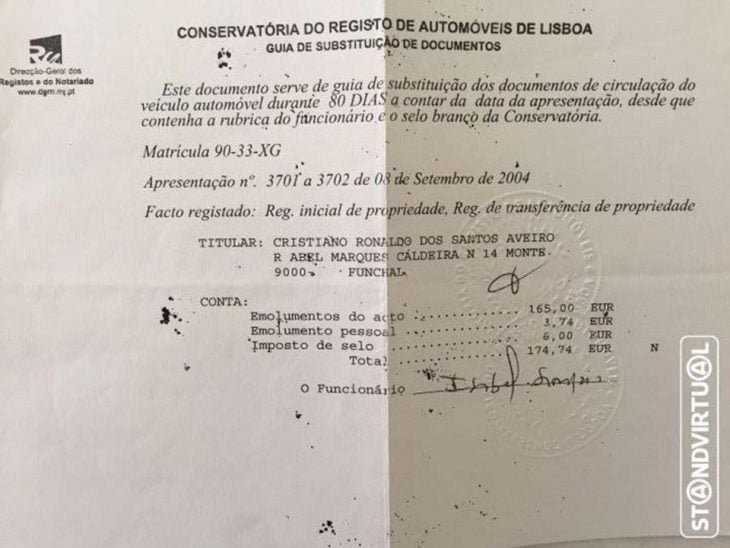 CONSERVATÓRIA DO REGISTO DE AUTOMÓVEIS DE LISBOA
GUIA DE SUBSTITUIÇÃO DE DOCUMENTOS
Direcção-Geral dos
Registos e do Notariado
www.dgrn.mj.pt
Este documento serve de guia de substituição dos documentos de circulação do
veículo automóvel durante 80 DIAS a contar da data da apresentação, desde que
contenha a rubrica do funcionário e o selo branco da Conservatória.
Matrícula 90-33-XG
Apresentação nº. 3701 a 3702 de 08 de Setembro de 2004
Facto registado: Reg. inicial de propriedade, Reg. de transferência de propriedade
TITULAR: CRISTIANO RONALDO DOS SANTOS AVEIRO
R ABEL MARQUES CALDEIRA N 14 MONTE
9000- FUNCHAL
CONTA:
Emolumentos do acto .............. 165,00 EUR
Emolumento pessoal .............. 3,74 EUR
Imposto de selo .............. 6,00 EUR
Total .............. 174,74 EUR N
O Funcionário Isabel
STANDVIRTUAL